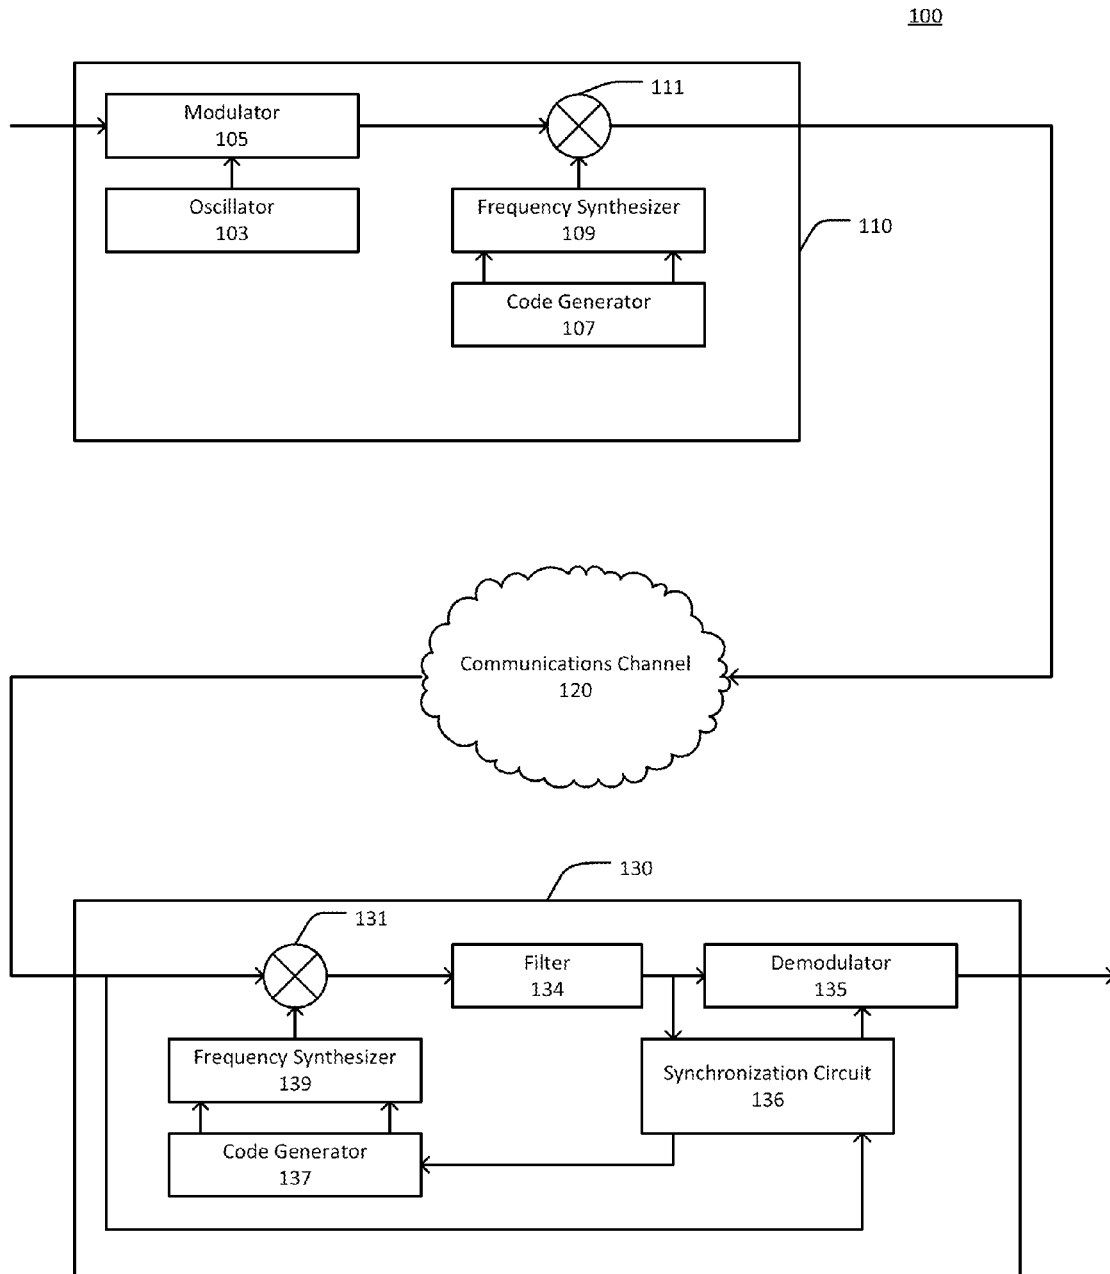 100
111
Modulator
105
Oscillator
103
Frequency Synthesizer
109
110
Code Generator
107
Communications Channel
120
130
131
Filter
134
Demodulator
135
Frequency Synthesizer
139
Synchronization Circuit
136
Code Generator
137